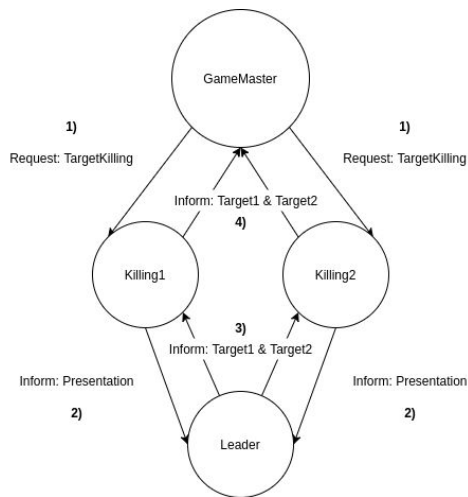 GameMaster
1)
1)
Request: TargetKilling
Request: TargetKilling
Inform: Target1 & Target2
4)
Killing1
Killing2
3)
Inform: Target1 & Target2
Inform: Presentation
Inform: Presentation
2)
2)
Leader